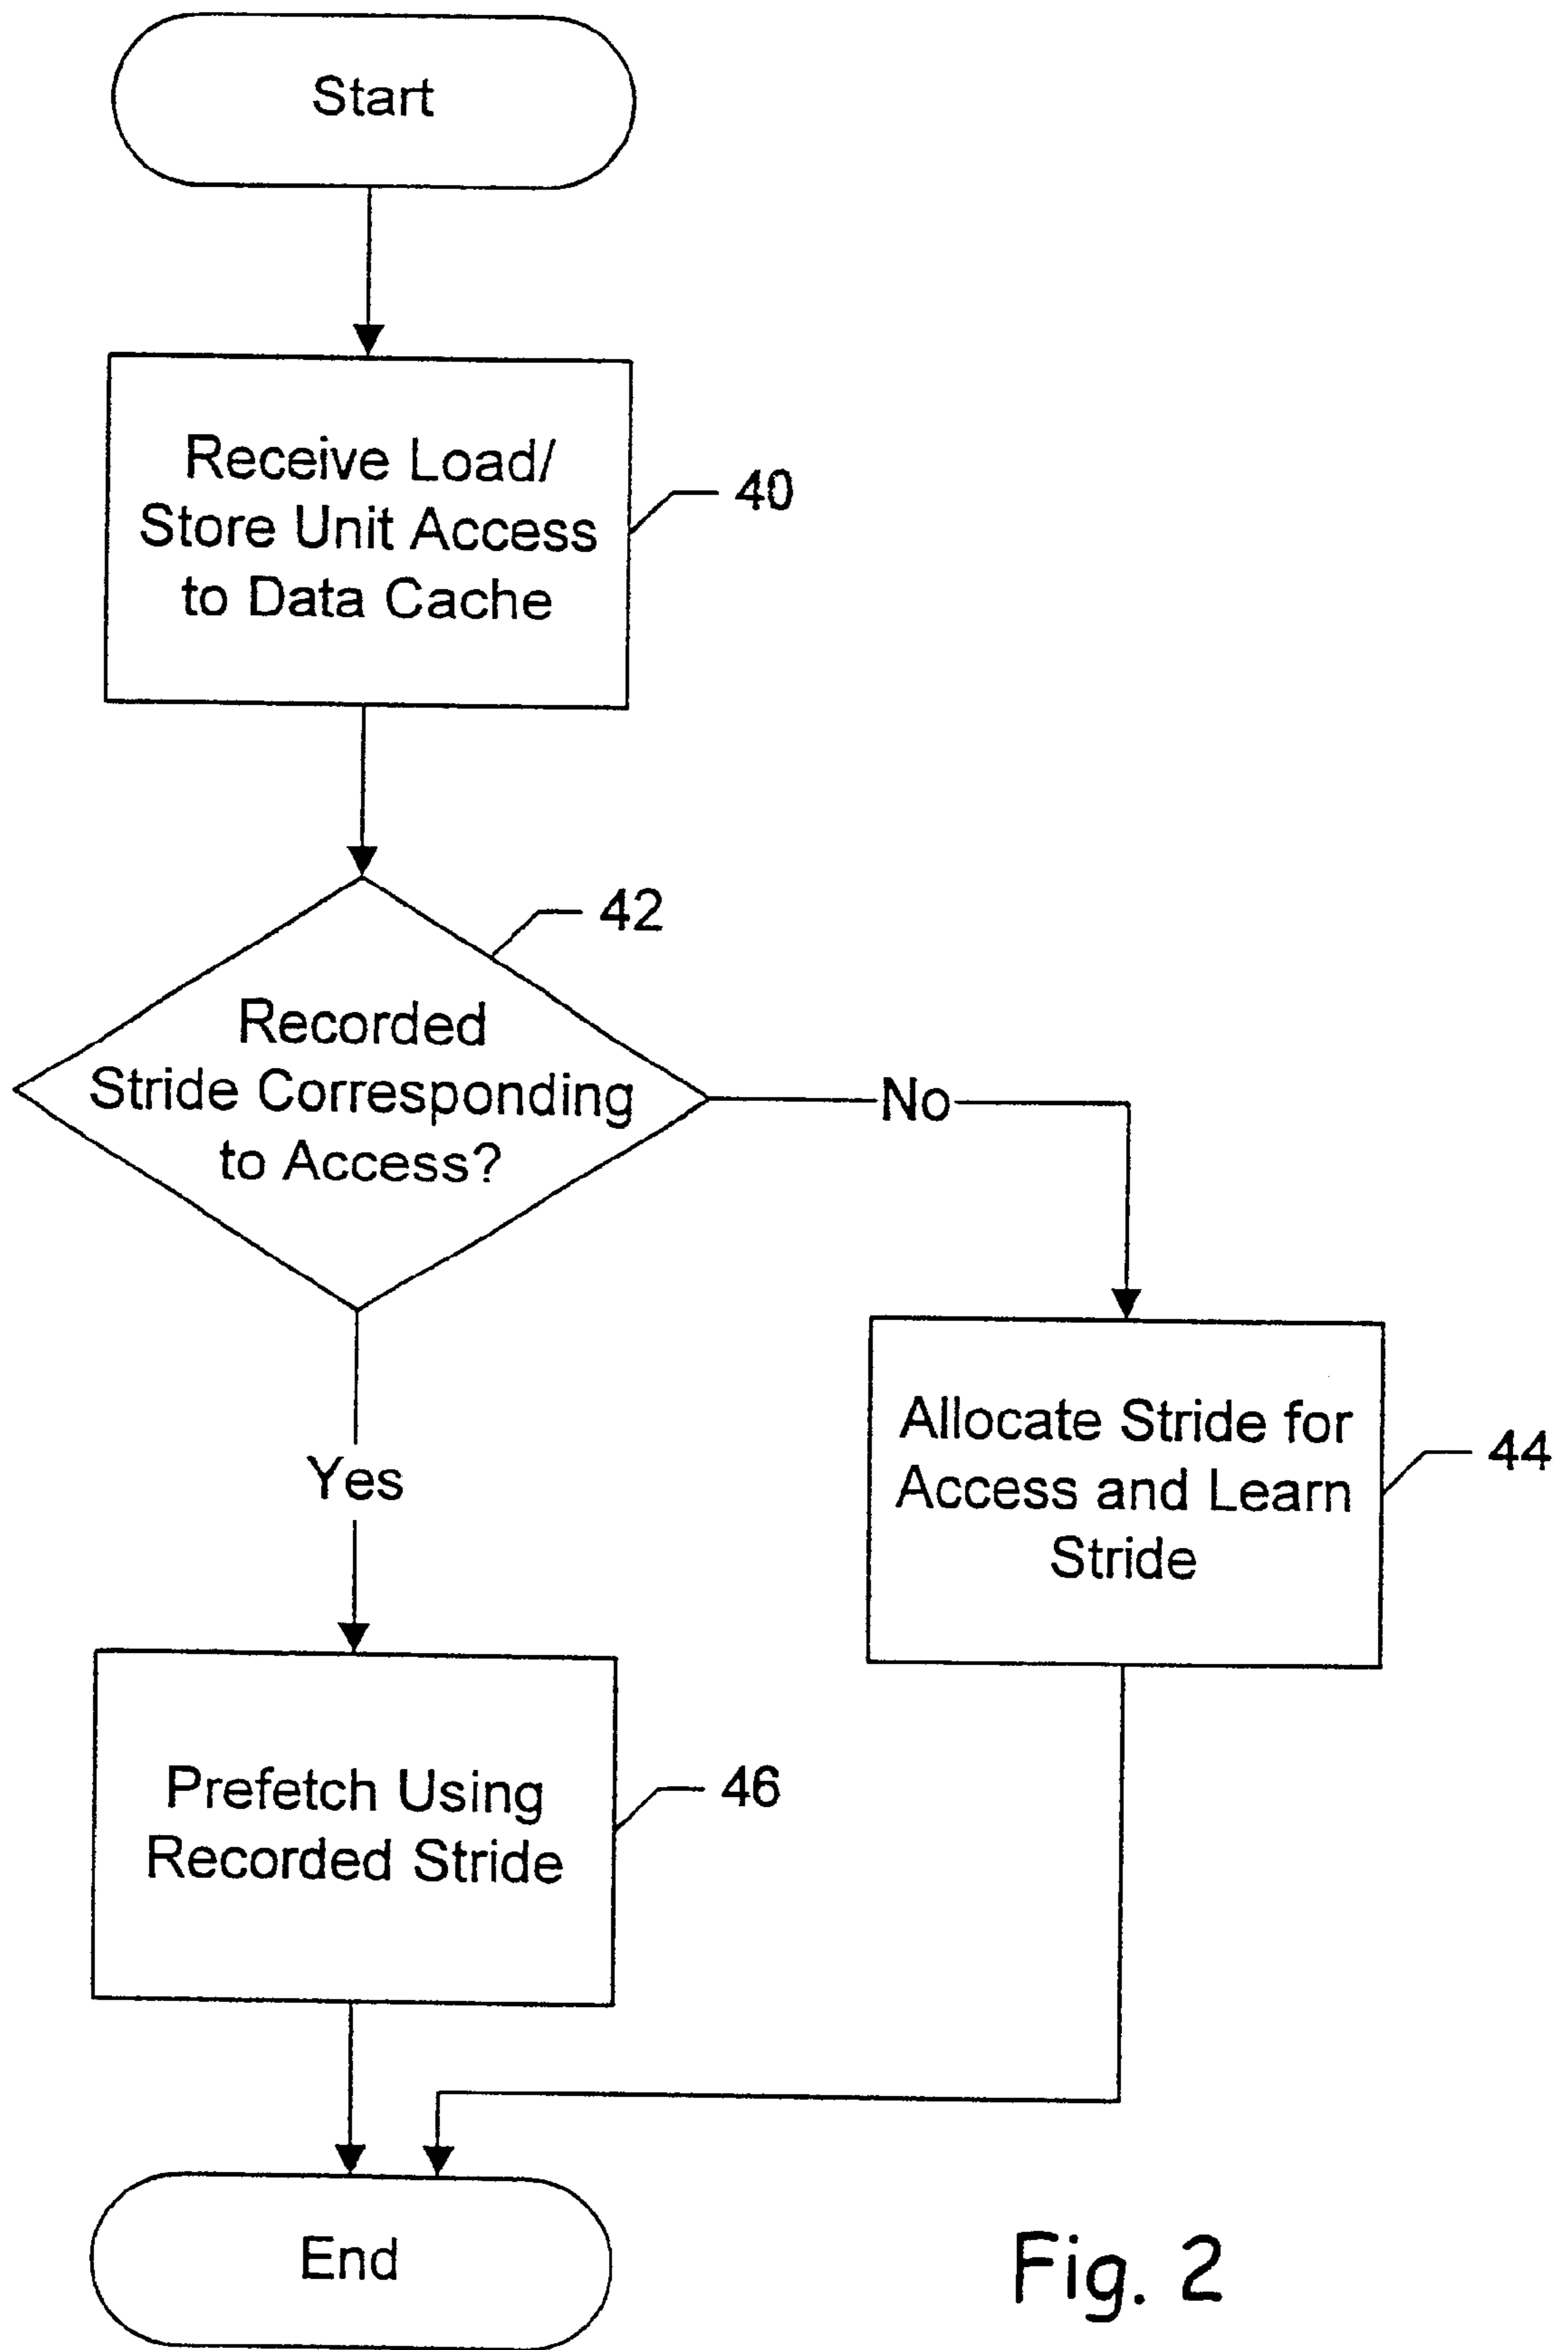 Start
Receive Load/
Store Unit Access
to Data Cache
40
42
Recorded
Stride Corresponding
to Access?
No
Yes
Allocate Stride for
Access and Learn
Stride
44
Prefetch Using
Recorded Stride
46
End
Fig. 2